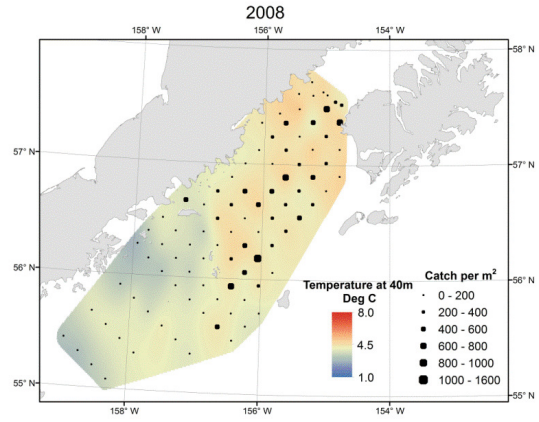 2008
158° W
156° W
154° W
58° N
57° N
57° N
56° N
56° N
55° N
55° N
Temperature at 40m
Deg C
8.0
4.5
1.0
Catch per m2
0 - 200
200 - 400
400 - 600
600 - 800
800 - 1000
1000 - 1600
158° W
156° W
154° W